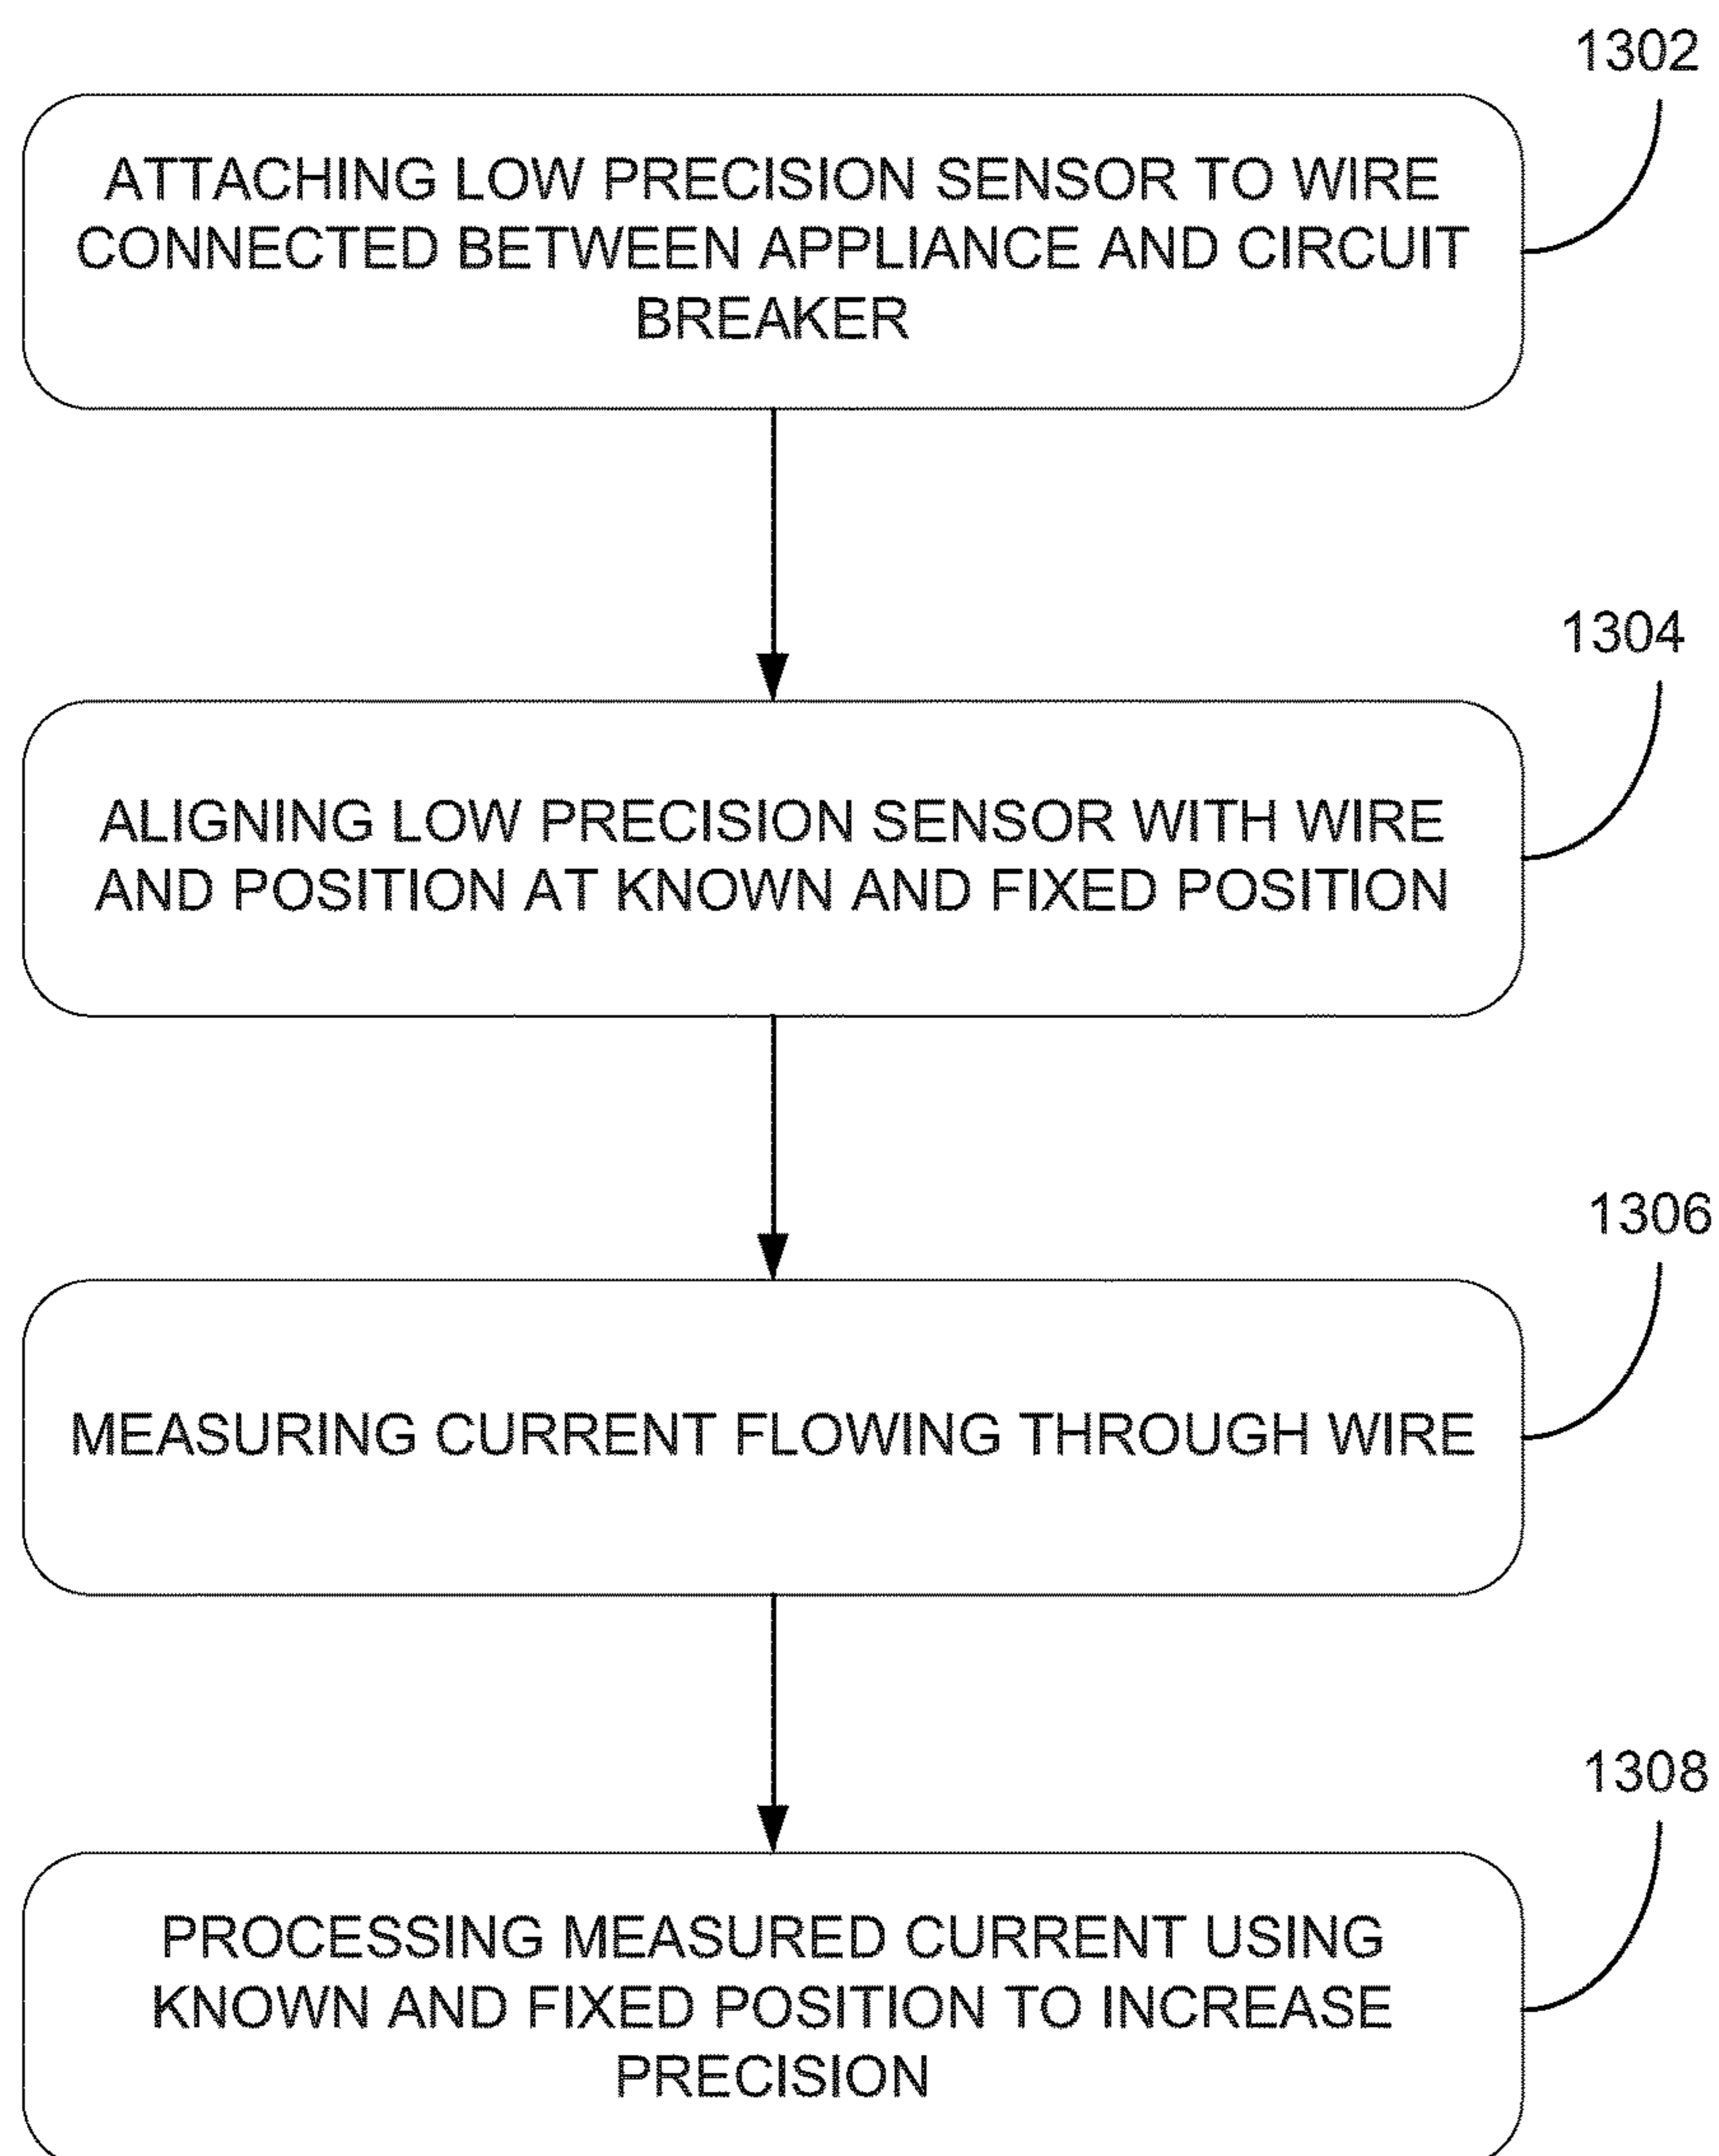 1302
ATTACHING LOW PRECISION SENSOR TO WIRE
CONNECTED BETWEEN APPLIANCE AND CIRCUIT
BREAKER
1304
ALIGNING LOW PRECISION SENSOR WITH WIRE
AND POSITION AT KNOWN AND FIXED POSITION
1306
MEASURING CURRENT FLOWING THROUGH WIRE
1308
PROCESSING MEASURED CURRENT USING
KNOWN AND FIXED POSITION TO INCREASE
PRECISION